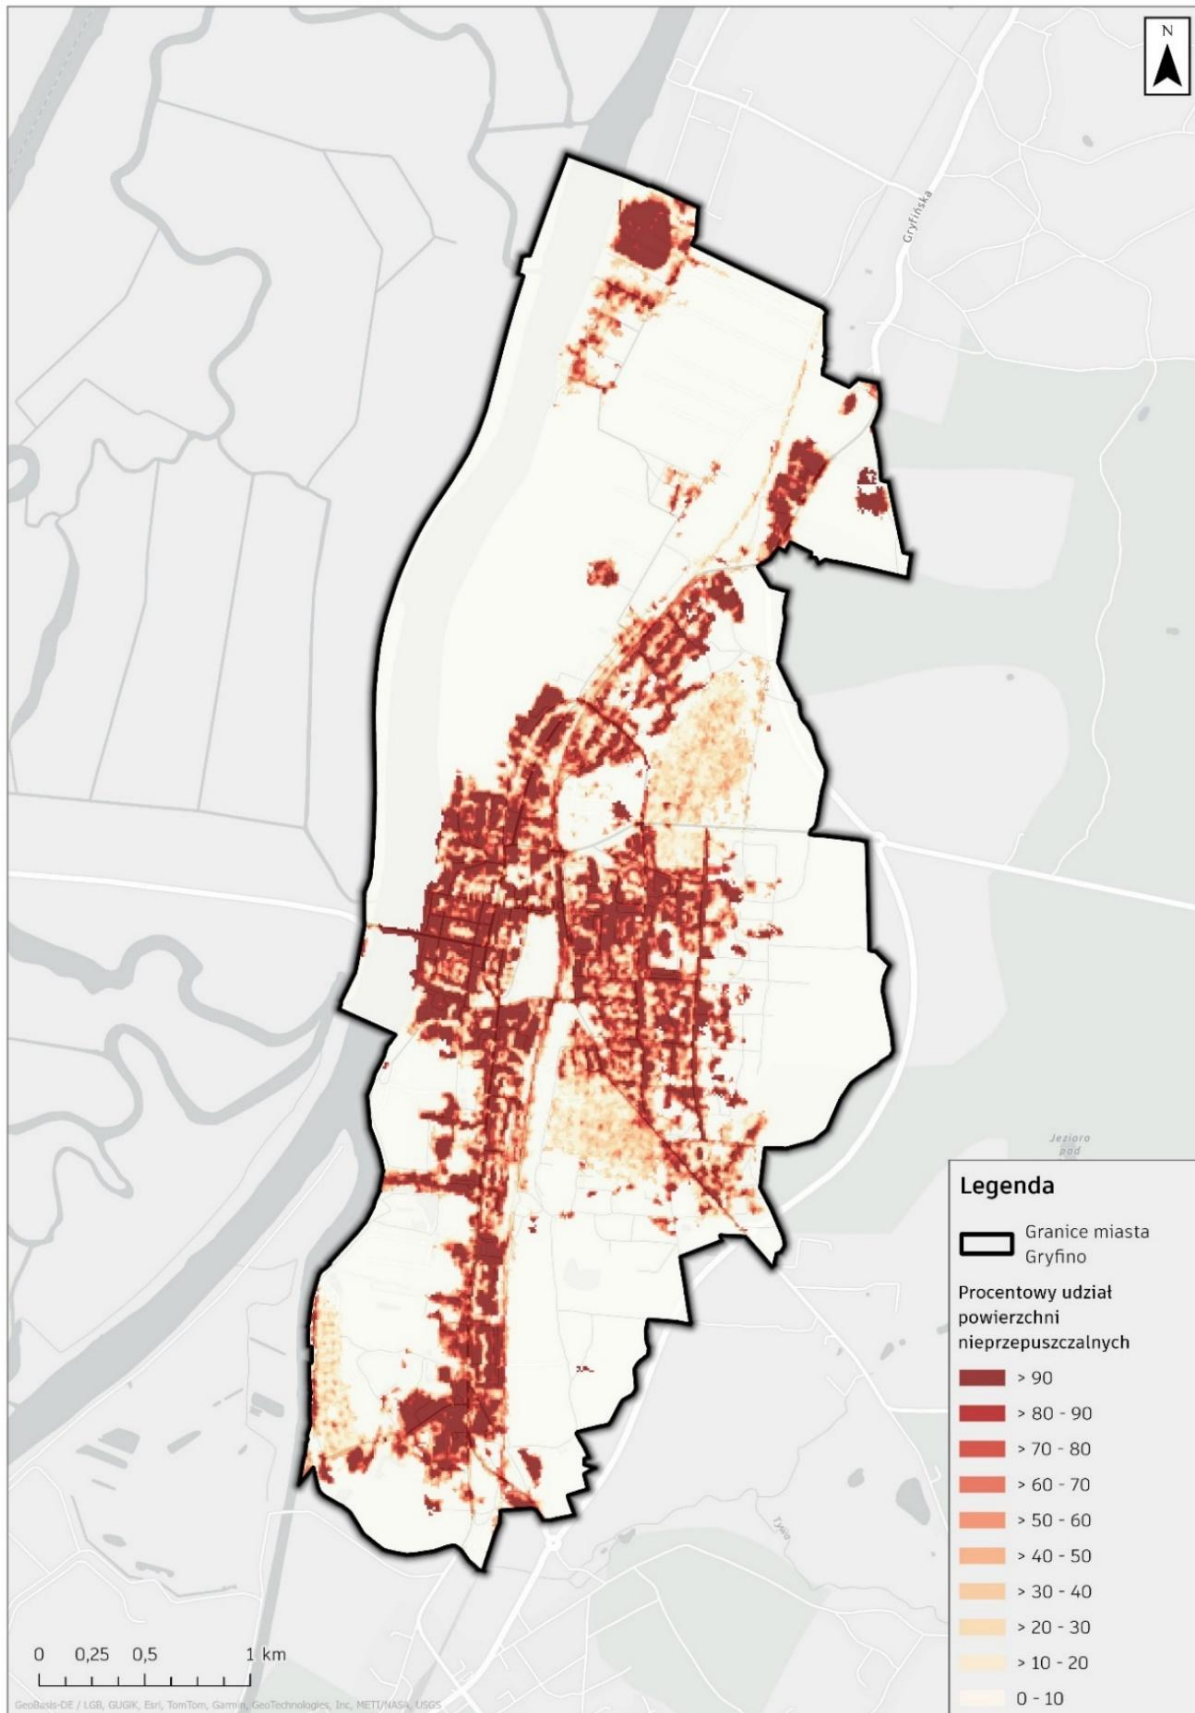 N
Gryfińska
Jezioro
pod
Legenda
Granice miasta
Gryfino
Procentowy udział
powierzchni
nieprzepuszczalnych
> 90
> 80 - 90
> 70 - 80
> 60 - 70
> 50 - 60
> 40 - 50
> 30 - 40
> 20 - 30
> 10 - 20
0 - 10
Tywa
0 0,25 0,5 1 km
GeoBasis-DE / LGB, GUGIK, Esri, TomTom, Garmin, GeoTechnologies, Inc, METI/NASA, USGS